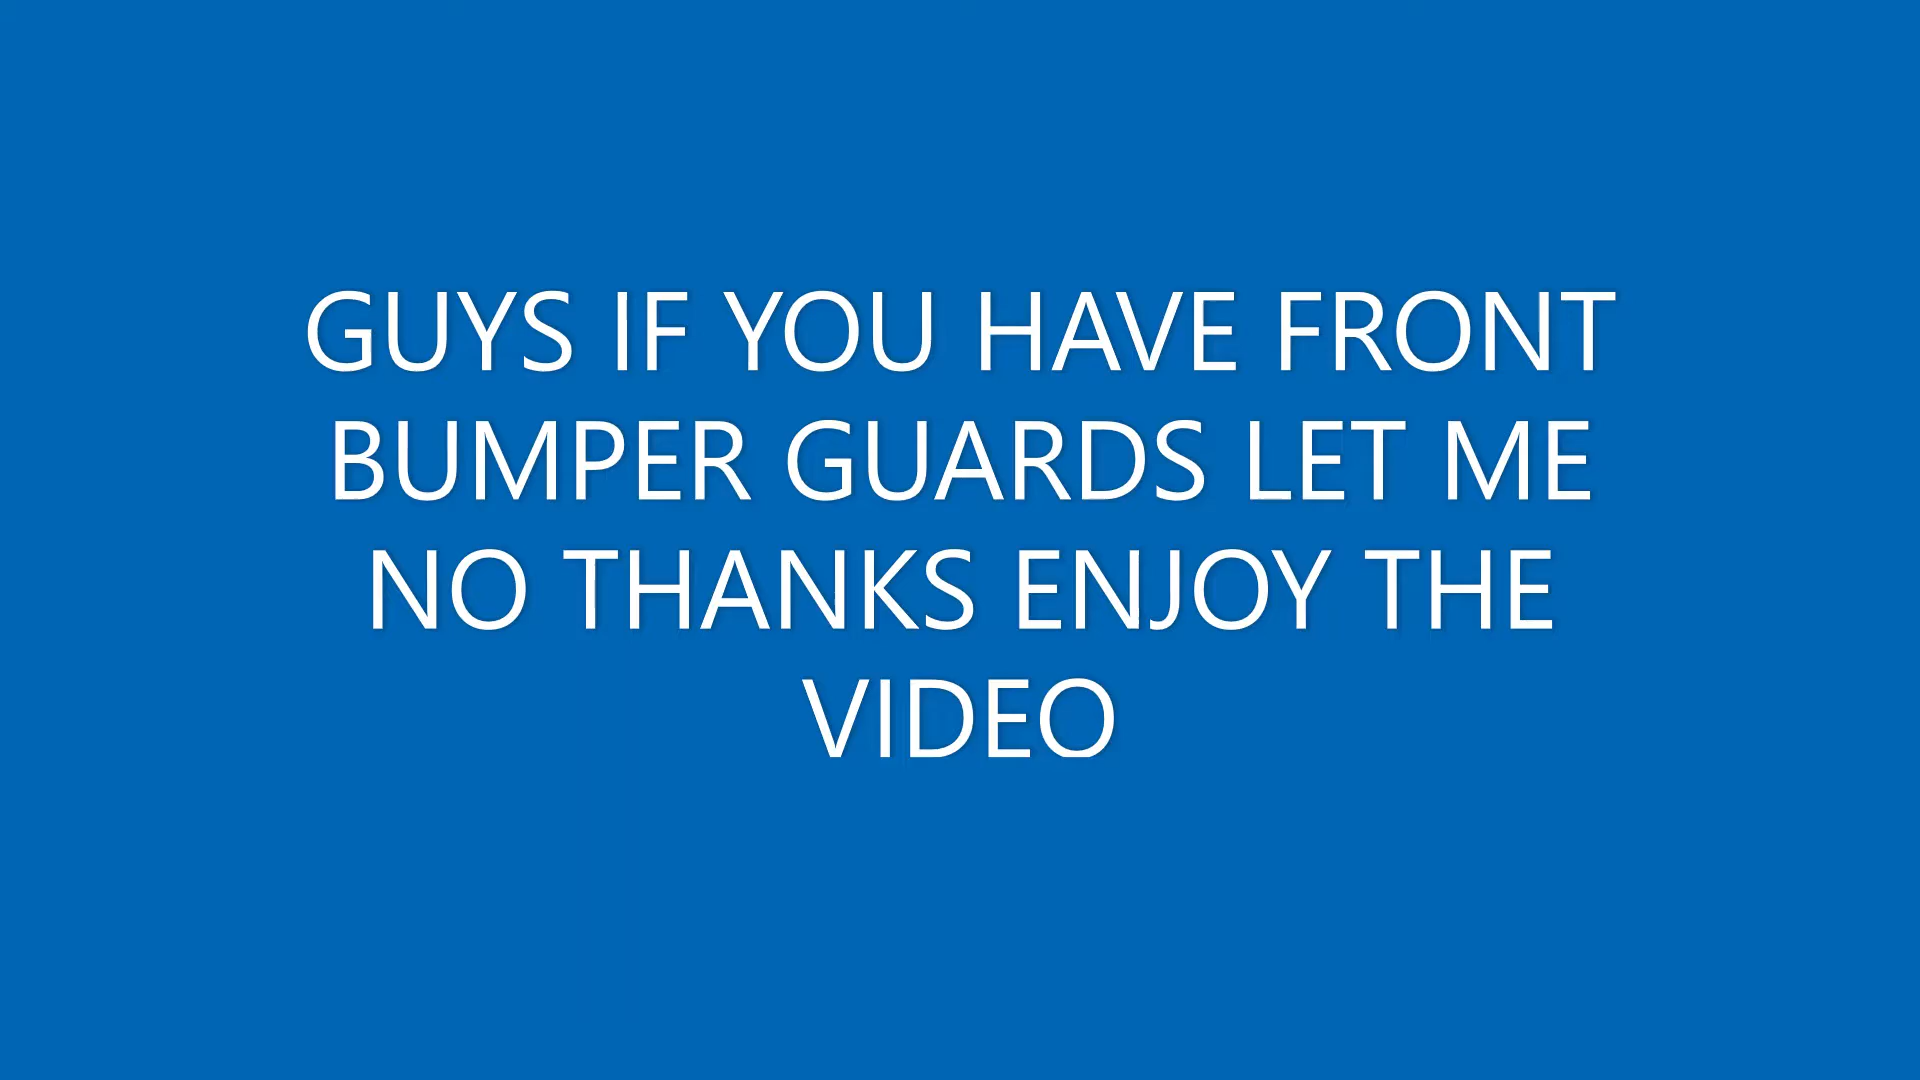 GUYS IF YOU HAVE FRONT
BUMPER GUARDS LET ME
NO THANKS ENJOY THE
VIDEO